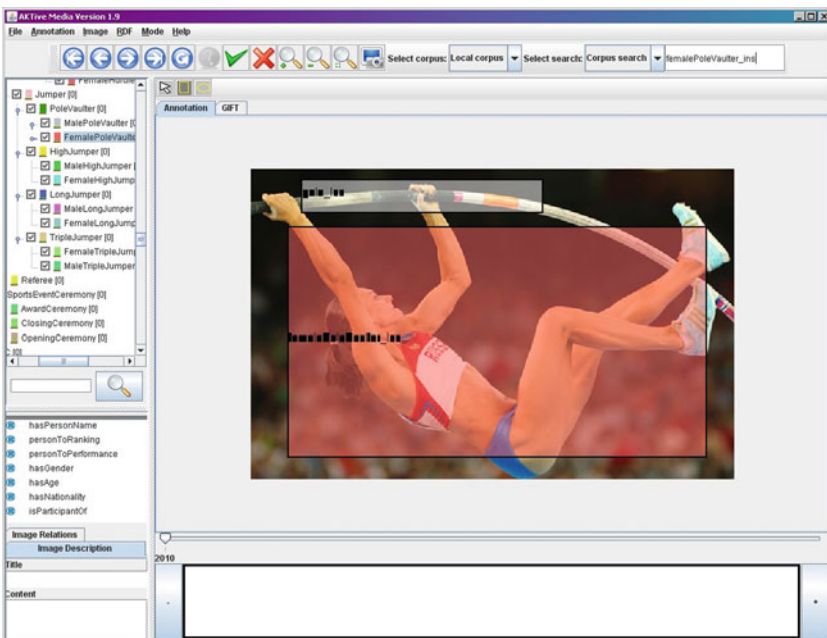 AKTive Media Version 1.9
File Annotation Image RDF Mode Help
Select corpus: Local corpus Select search: Corpus search femalePoleVaulter_ins
Jumper [0]
PoleVaulter [0]
MalePoleVaulter [0
FemalePoleVaulte
HighJumper [0]
MaleHighJumper [
FemaleHighJump
LongJumper [0]
MaleLongJumper
FemaleLongJump
TripleJumper [0]
FemaleTripleJump
MaleTripleJumper
Referee [0]
SportsEventCeremony [0]
AwardCeremony [0]
ClosingCeremony [0]
OpeningCeremony [0]
Annotation GIFT
hasPersonName
personToRanking
personToPerformance
hasGender
hasAge
hasNationality
isParticipantOf
Image Relations
Image Description
Title
Content
2010
- +